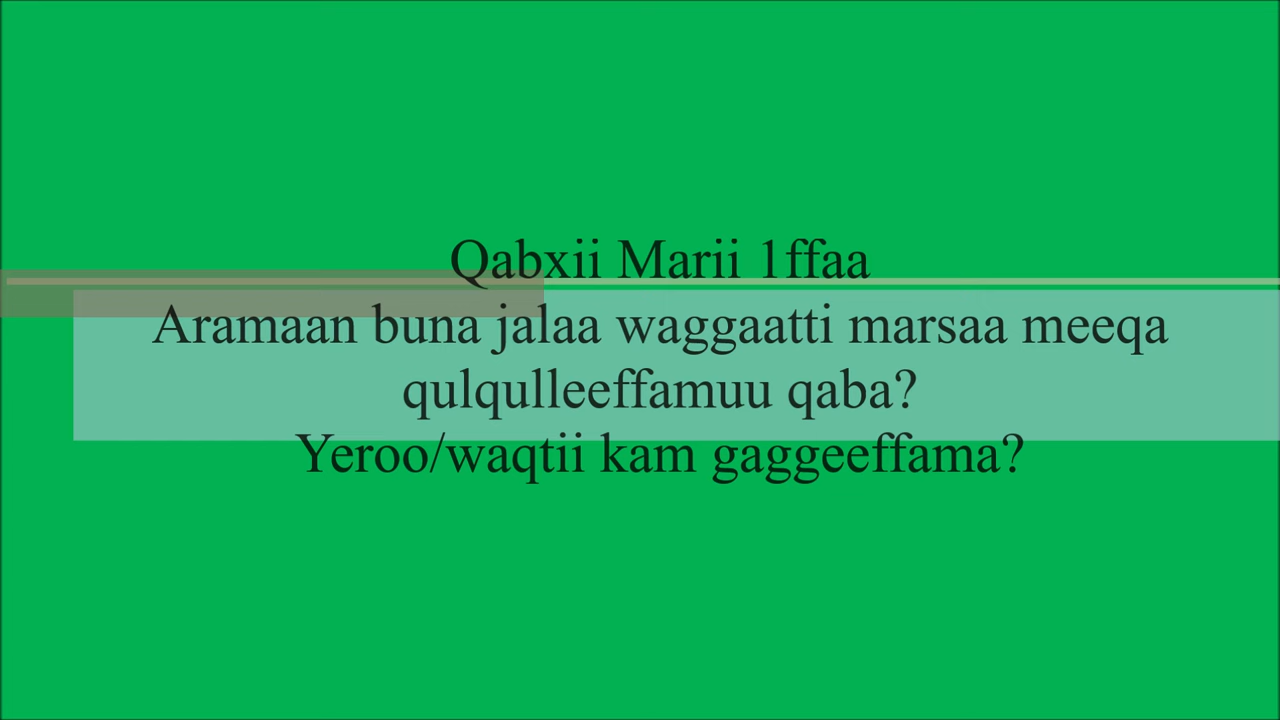 Qabxii Marii 1ffaa
Aramaan buna jalaa waggaatti marsaa meeqa
qulqulleeffamuu qaba?
Yeroo/waqtii kam gaggeeffama?